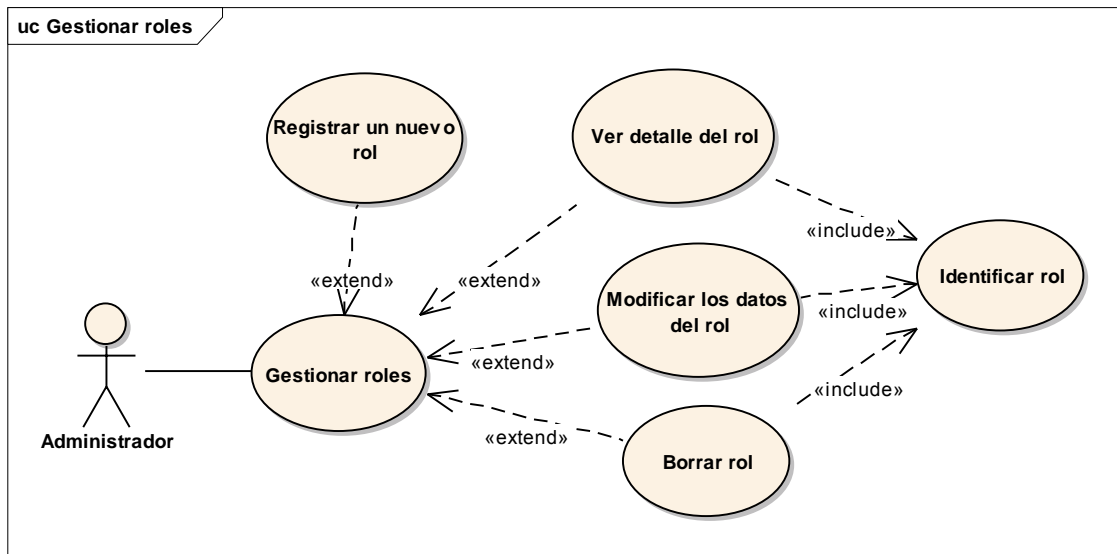 uc Gestionar roles
Registrar un nuevo
rol
Ver detalle del rol
«include»
«extend»
«extend»
Identificar rol
Modificar los datos
del rol
«include»
«extend»
Gestionar roles
«include»
Administrador
«extend»
Borrar rol